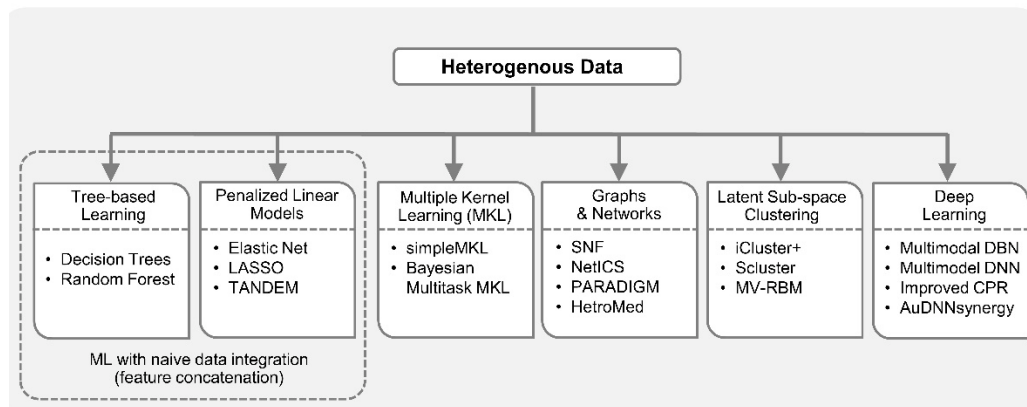 Heterogenous Data
Tree-based
Learning
• Decision Trees
• Random Forest
Penalized Linear
Models
• Elastic Net
• LASSO
• TANDEM
Multiple Kernel
Learning (MKL)
• simpleMKL
• Bayesian
Multitask MKL
Graphs
& Networks
• SNF
• NetICS
• PARADIGM
• HetroMed
Latent Sub-space
Clustering
• iCluster+
• Scluster
• MV-RBM
Deep
Learning
• Multimodal DBN
• Multimodel DNN
• Improved CPR
• AuDNNsynergy
ML with naive data integration
(feature concatenation)